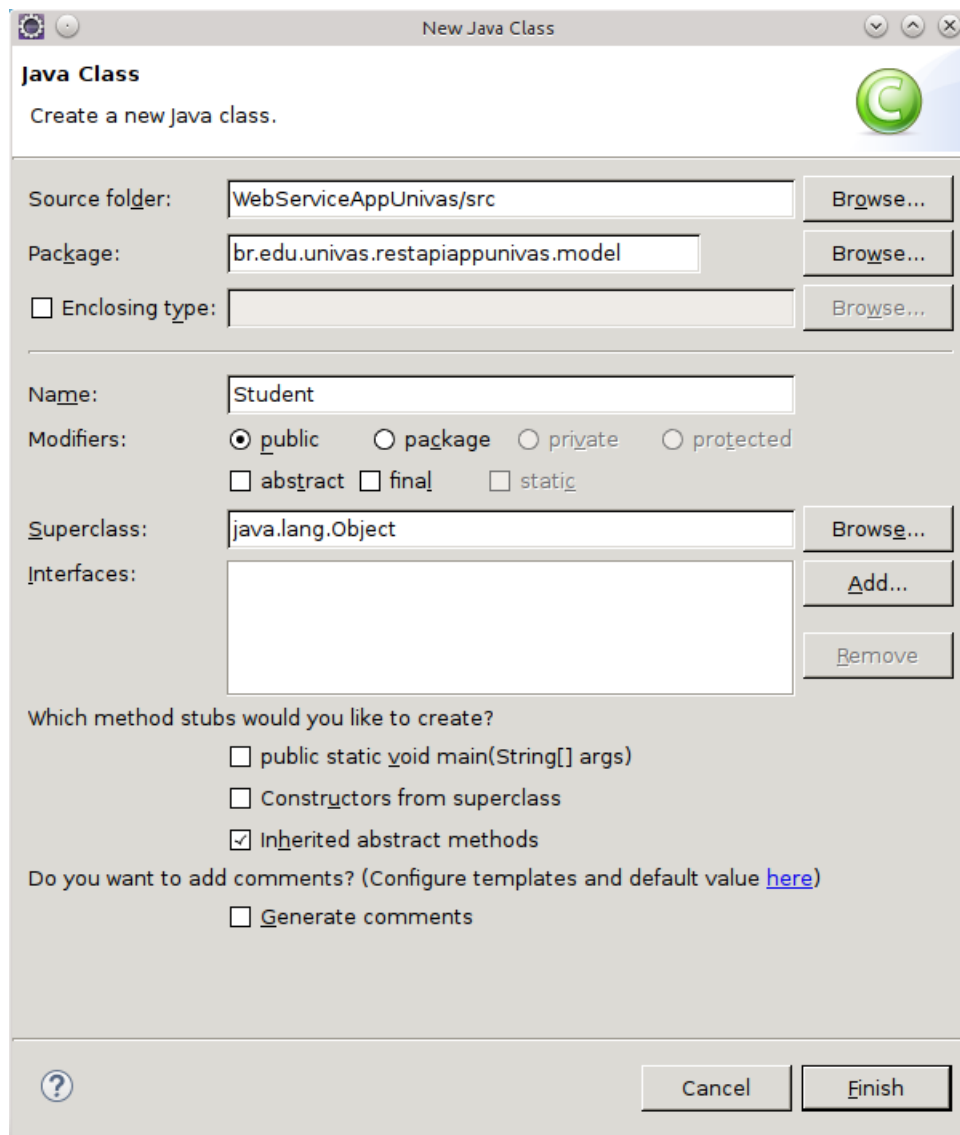 New Java Class
Java Class
Create a new Java class.
C
Source folder: WebServiceAppUnivas/src Browse...
Package: br.edu.univas.restapiappunivas.model Browse...
Enclosing type: Browse...
Name: Student
Modifiers: public package private protected
abstract final static
Superclass: java.lang.Object Browse...
Interfaces: Add...
Remove
Which method stubs would you like to create?
public static void main(String[] args)
Constructors from superclass
Inherited abstract methods
Do you want to add comments? (Configure templates and default value here)
Generate comments
? Cancel Finish